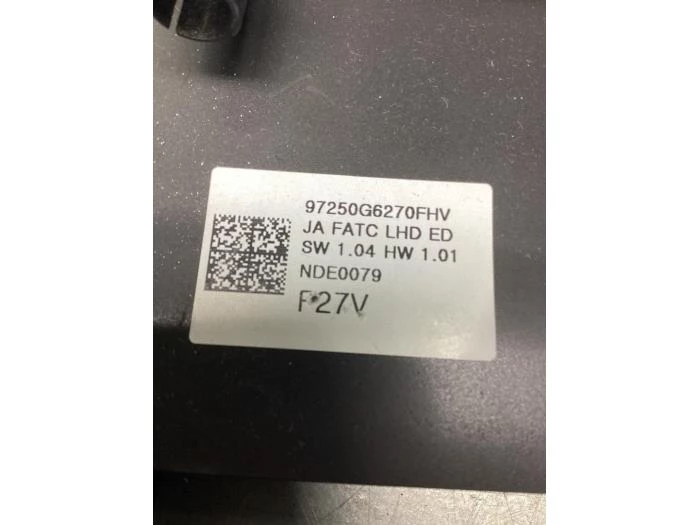 97250G6270FHV
JA FATC LHD ED
SW 1.04 HW 1.01
NDE0079
F27V